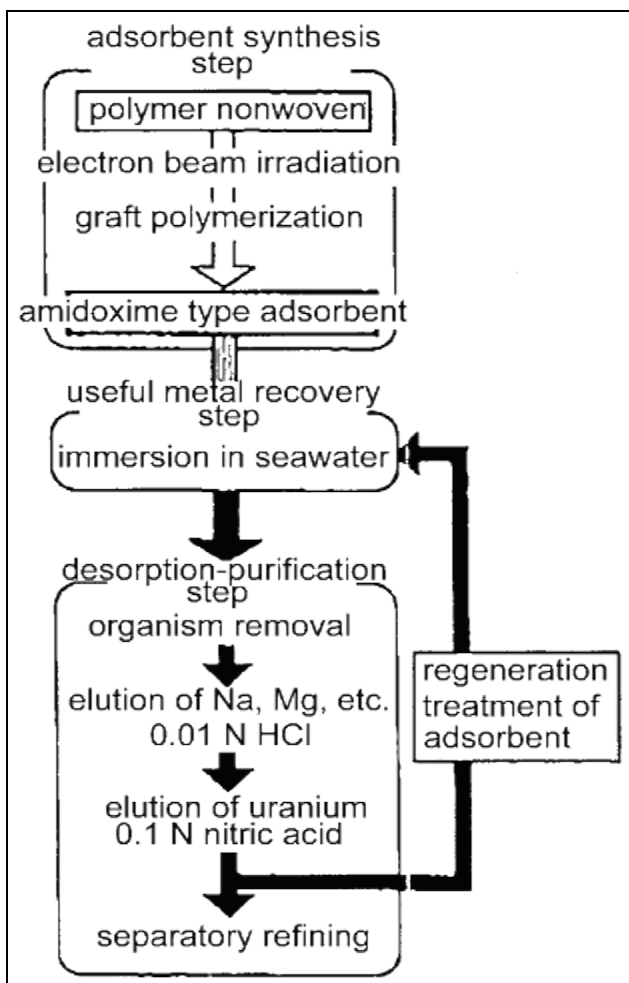 adsorbent synthesis
step
polymer nonwoven
electron beam irradiation
graft polymerization
amidoxime type adsorbent
useful metal recovery
step
immersion in seawater
desorption-purification
step
organism removal
elution of Na, Mg, etc.
0.01 N HCl
elution of uranium
0.1 N nitric acid
separatory refining
regeneration
treatment of
adsorbent